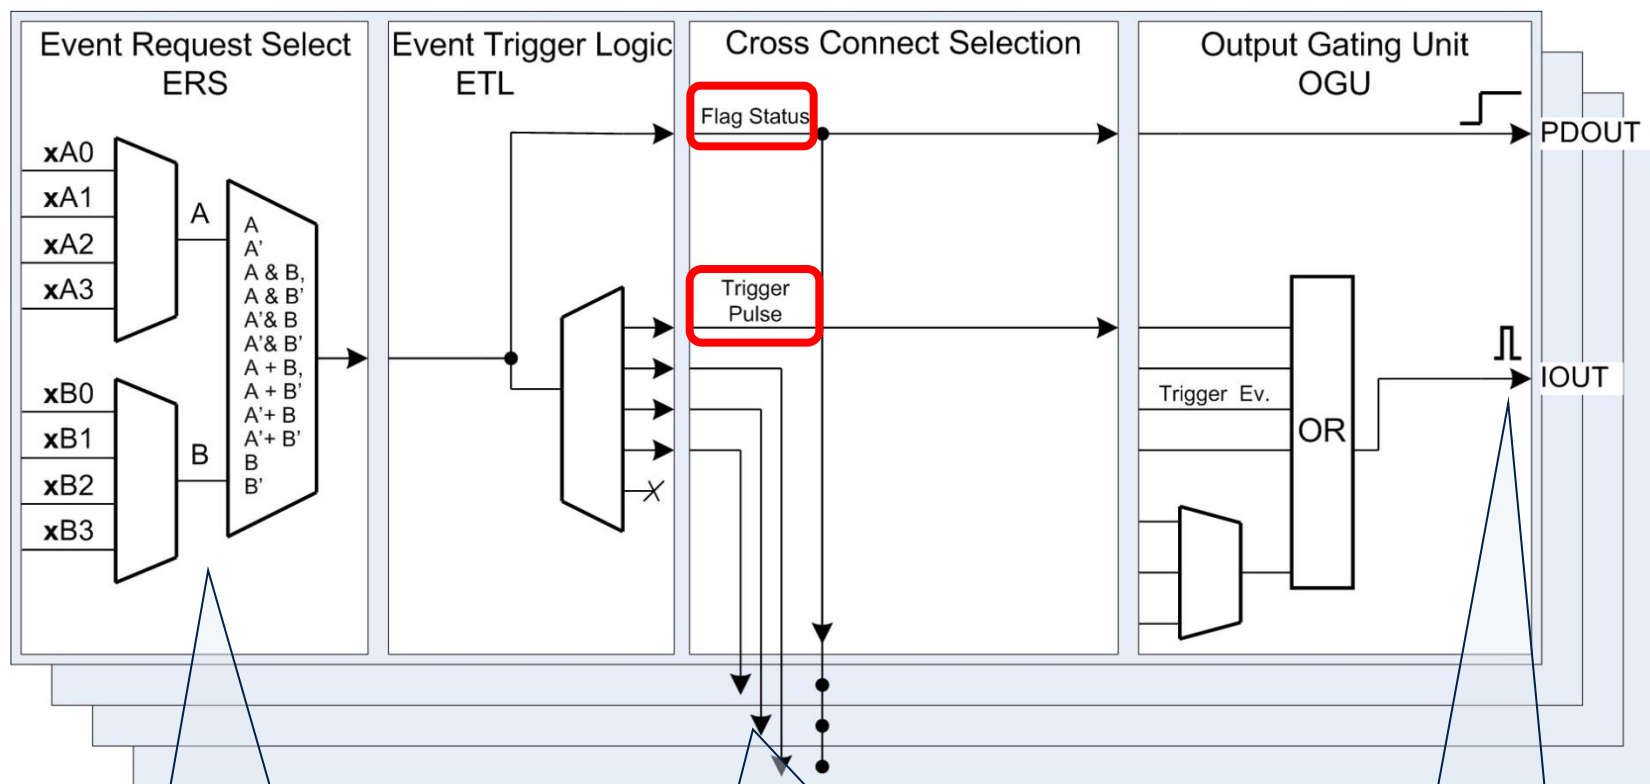 Event Request Select
ERS
xA0
xA1
xA2
xA3
A
xB0
xB1
xB2
xB3
B
A
A’
A & B,
A & B’
A’& B
A’& B’
A + B,
A + B’
A’+ B
A’+ B’
B
B’
Event Trigger Logic
ETL
Cross Connect Selection
Flag Status
Trigger
Pulse
Output Gating Unit
OGU
Trigger Ev.
OR
PDOUT
IOUT